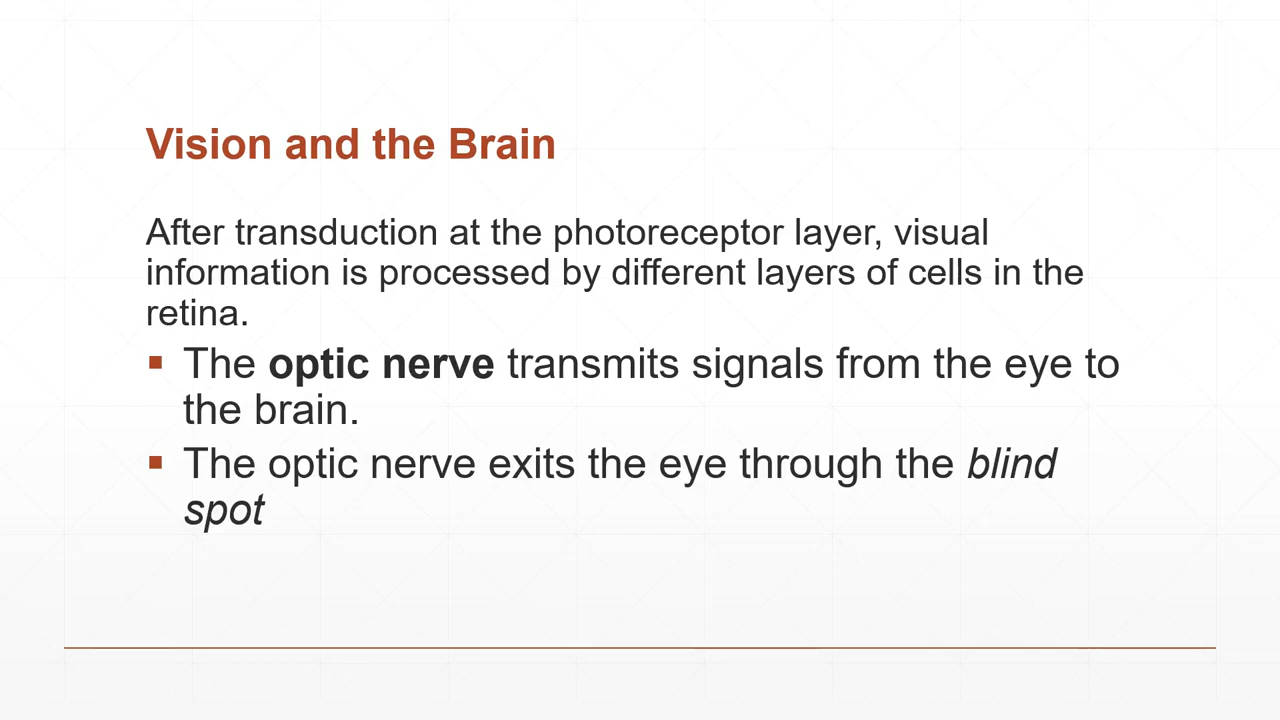 Vision and the Brain
After transduction at the photoreceptor layer, visual
information is processed by different layers of cells in the
retina.
▪ The optic nerve transmits signals from the eye to
the brain.
▪ The optic nerve exits the eye through the blind
spot